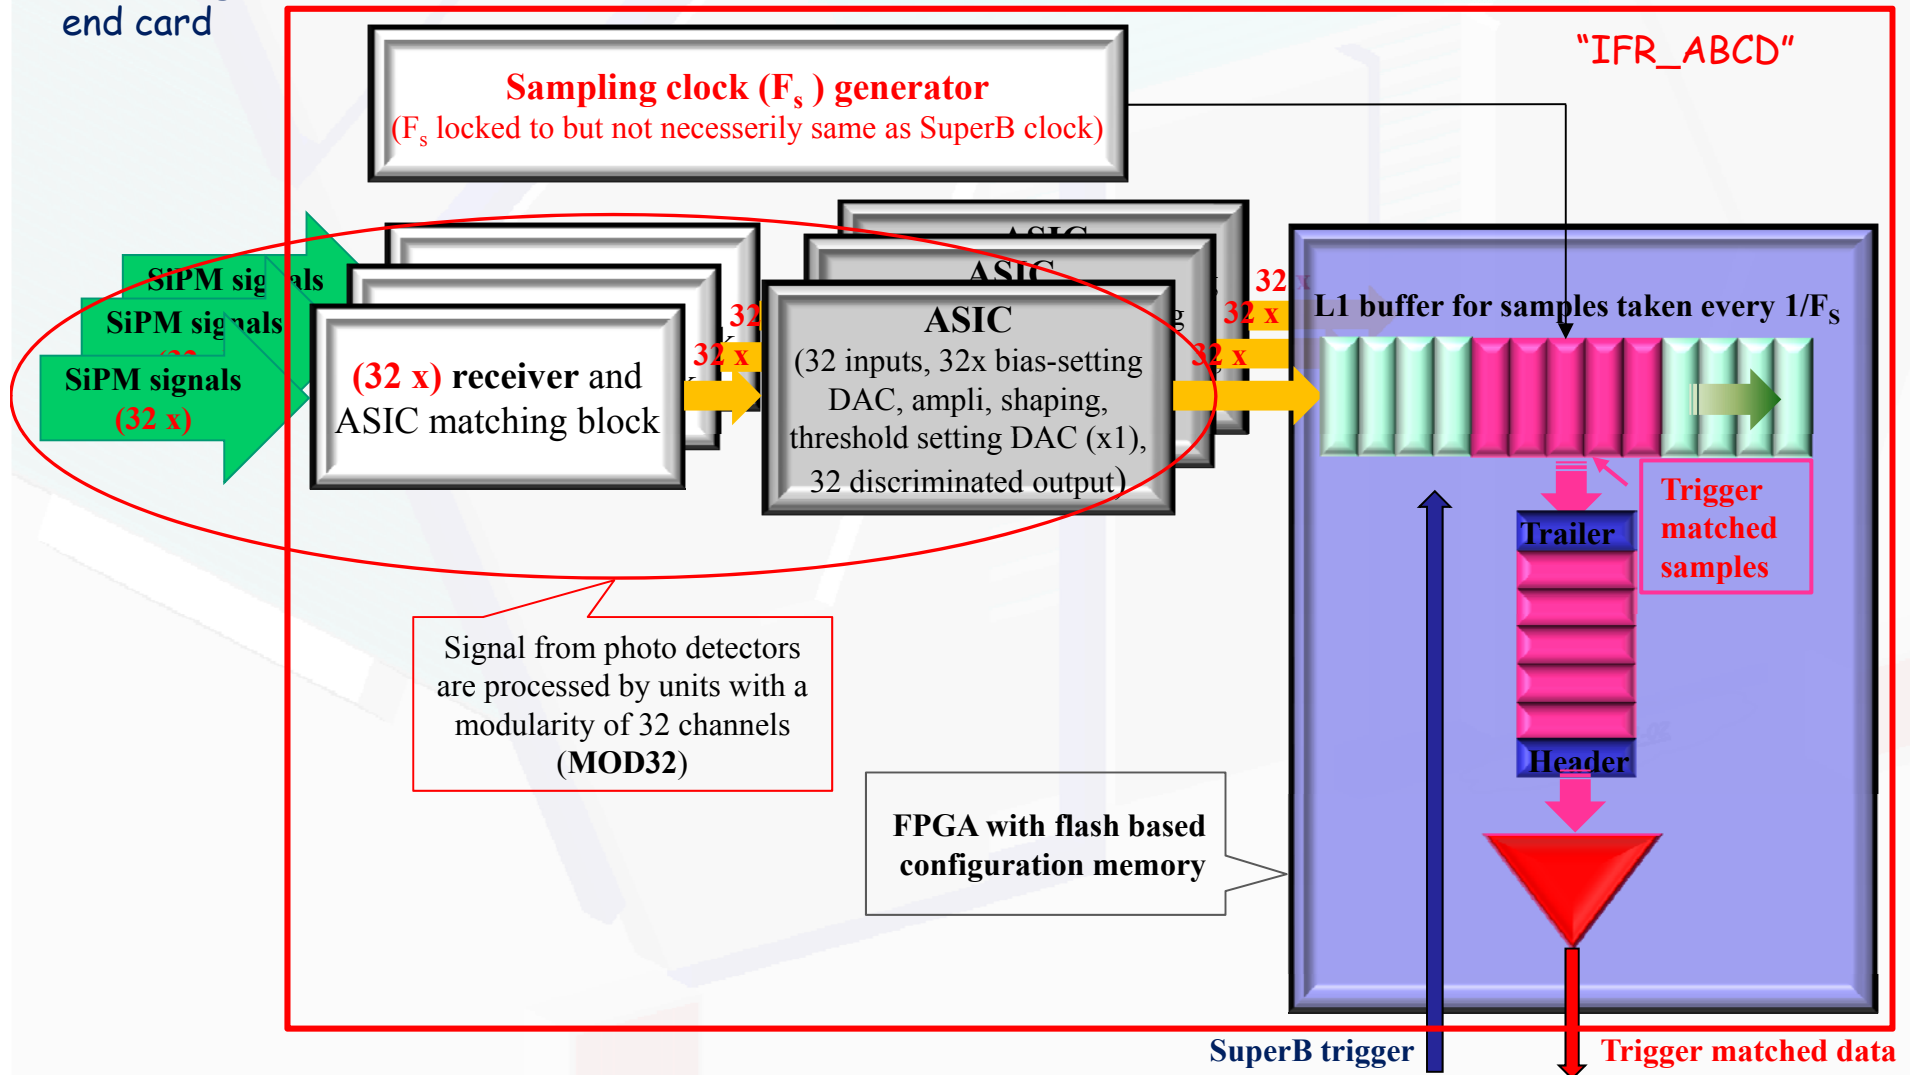 end card
"IFR_ABCD"
Sampling clock (Fs ) generator
(Fs locked to but not necesserily same as SuperB clock)
SiPM signals
SiPM signals
SiPM signals
(32 x)
(32 x) receiver and
ASIC matching block
32
32 x
ASIC
ASIC
ASIC
(32 inputs, 32x bias-setting
DAC, ampli, shaping,
threshold setting DAC (x1),
32 discriminated output)
32 x
32 x
32 x
L1 buffer for samples taken every 1/FS
Trigger
matched
samples
Trailer
Header
Signal from photo detectors
are processed by units with a
modularity of 32 channels
(MOD32)
FPGA with flash based
configuration memory
SuperB trigger
Trigger matched data